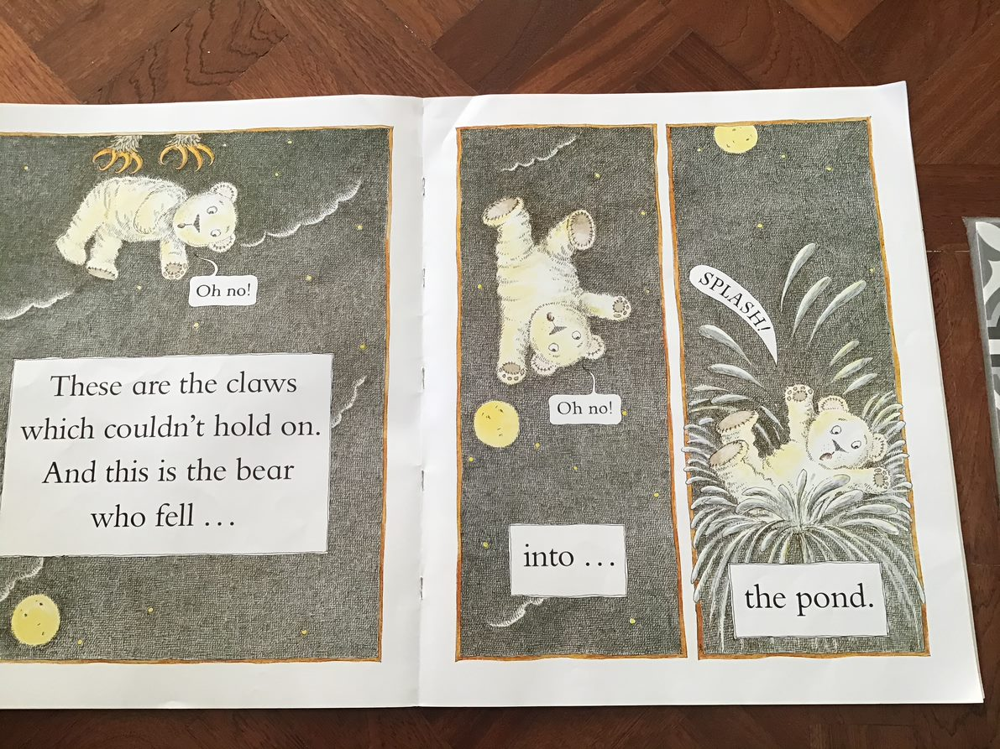 Oh no!
These are the claws
which couldn't hold on.
And this is the bear
who fell ...
Oh no!
into ...
SPLASH!
the pond.